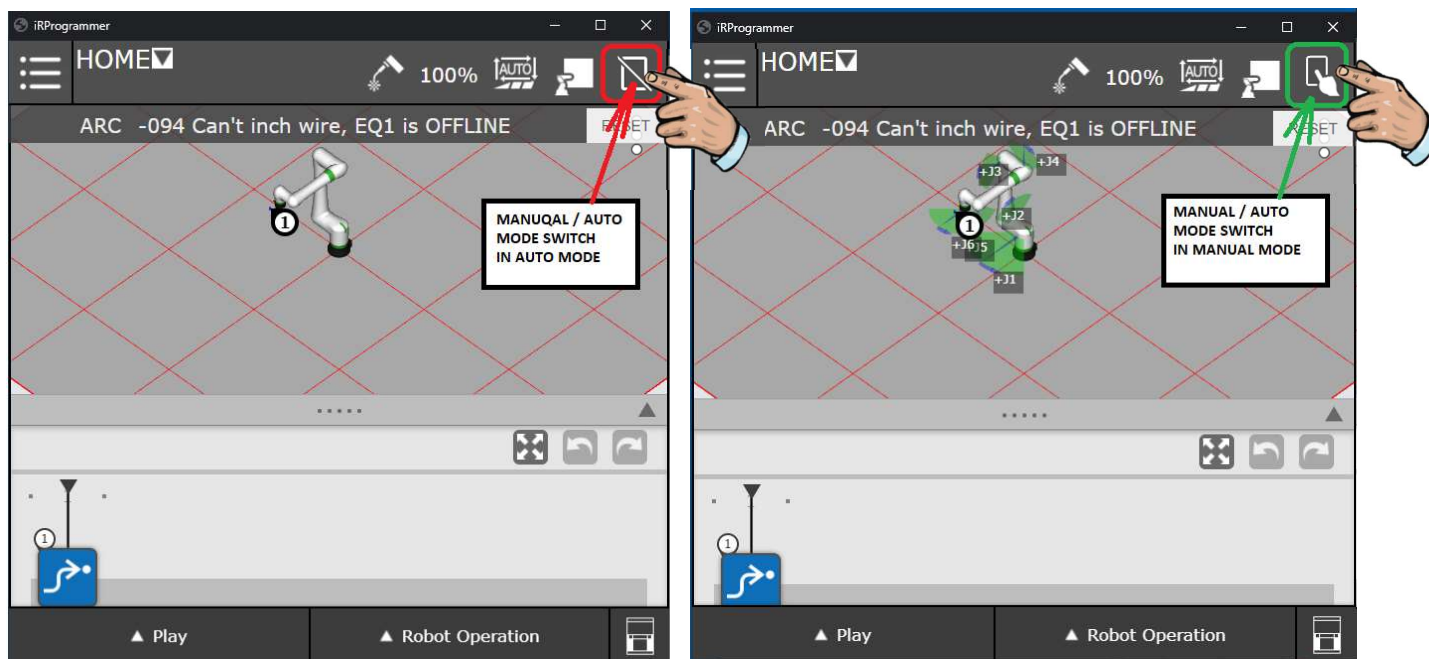 iRProgrammer
HOME
100% AUTO
ARC -094 Can't inch wire, EQ1 is OFFLINE RESET
1
MANUQAL / AUTO
MODE SWITCH
IN AUTO MODE
1
Play
Robot Operation
iRProgrammer
HOME
100% AUTO
ARC -094 Can't inch wire, EQ1 is OFFLINE RESET
+J3
+J4
+J2
1
+J6
J5
+J1
MANUAL / AUTO
MODE SWITCH
IN MANUAL MODE
1
Play
Robot Operation